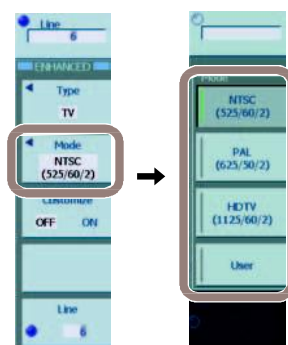 Line
6
ENHANCED
Type
TV
Mode
NTSC
(525/60/2)
Customize
OFF ON
Line
6
Mode
NTSC
(525/60/2)
PAL
(625/50/2)
HDTV
(1125/60/2)
User